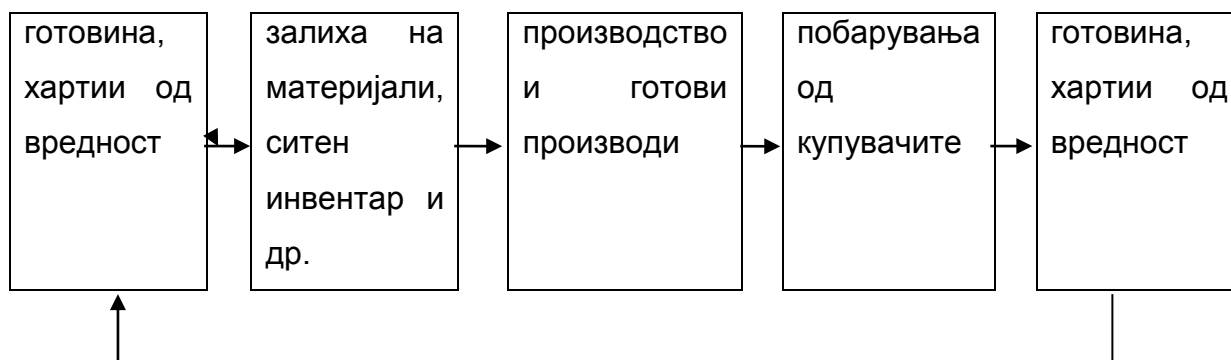 готовина,
хартии од
вредност
залиха на
материјали,
ситен
инвентар и
др.
производство
и готови
производи
побарувања
од
купувачите
готовина,
хартии од
вредност